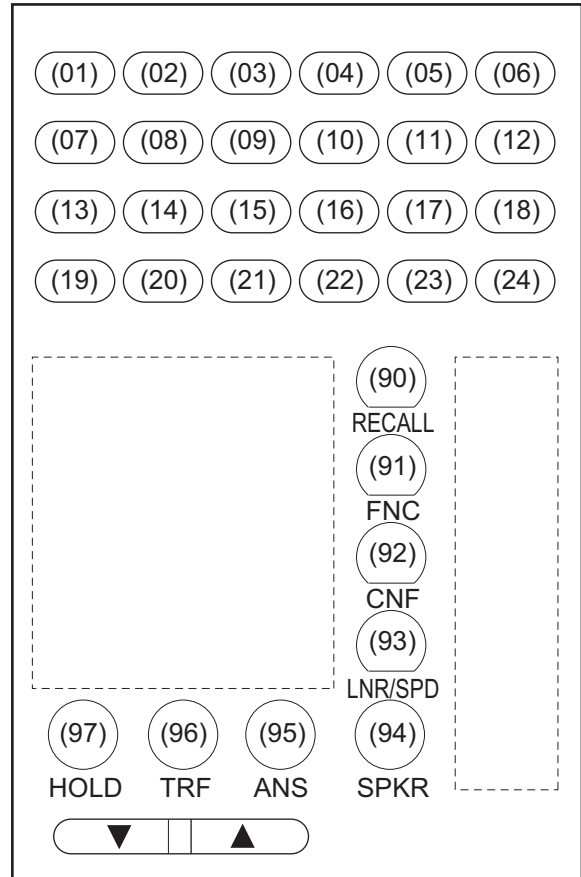 (01) (02) (03) (04) (05) (06)
(07) (08) (09) (10) (11) (12)
(13) (14) (15) (16) (17) (18)
(19) (20) (21) (22) (23) (24)
(90)
RECALL
(91)
FNC
(92)
CNF
(93)
LNR/SPD
(97) (96) (95) (94)
HOLD TRF ANS SPKR